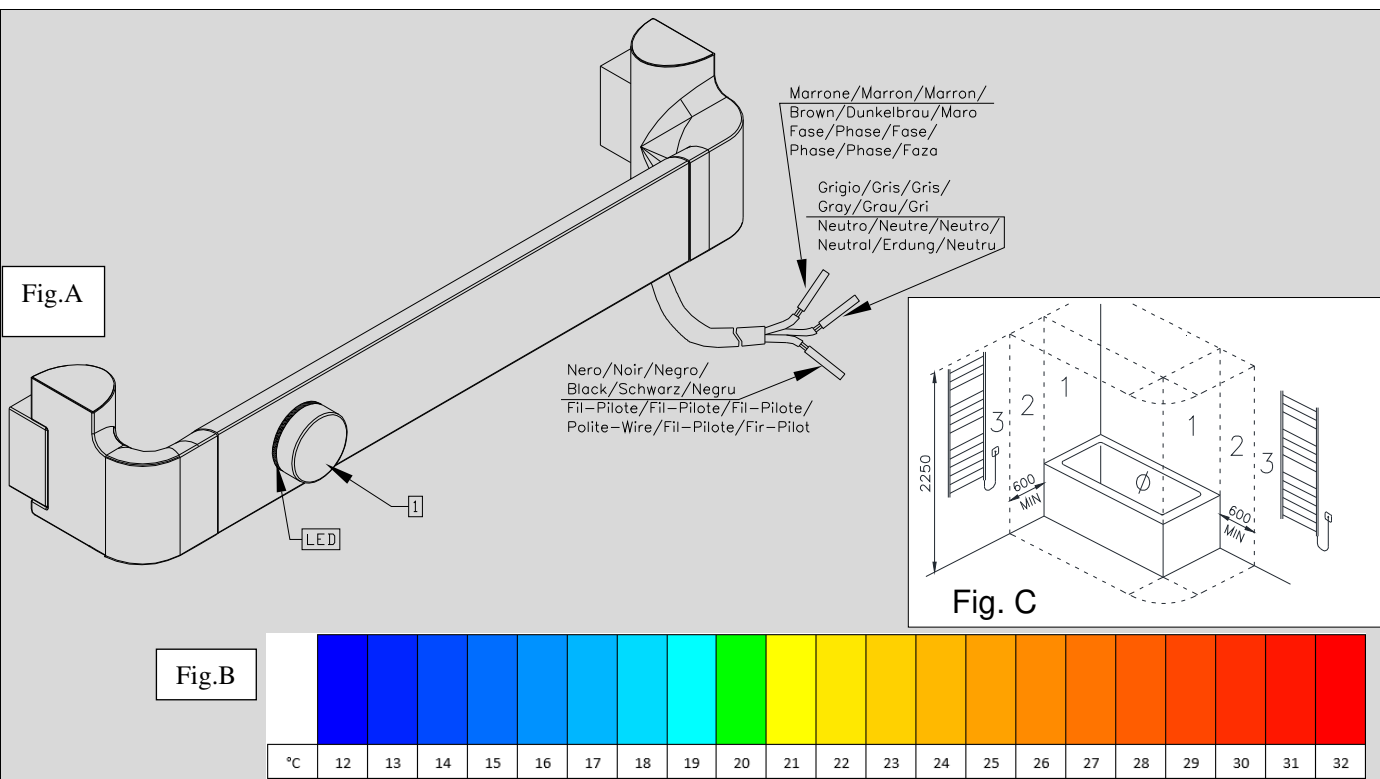 Marrone/Marron/Marron/
Brown/Dunkelbrau/Maro
Fase/Phase/Fase/
Phase/Phase/Faza
Grigio/Gris/Gris/
Gray/Grau/Gri
Neutro/Neutre/Neutro/
Neutral/Erdung/Neutru
Fig.A
Nero/Noir/Negro/
Black/Schwarz/Negru
Fil-Pilote/Fil-Pilote/Fil-Pilote/
Polite-Wire/Fil-Pilote/Fir-Pilot
1
LED
2250
3
2
1
1
2
3
600
MIN
600
MIN
Fig. C
Fig.B
°C 12 13 14 15 16 17 18 19 20 21 22 23 24 25 26 27 28 29 30 31 32